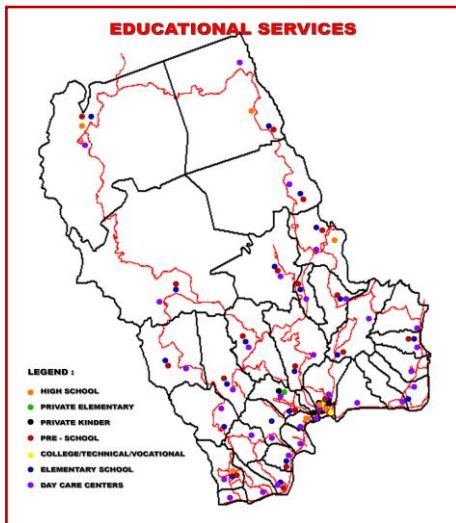 EDUCATIONAL SERVICES
LEGEND :
HIGH SCHOOL
PRIVATE ELEMENTARY
PRIVATE KINDER
PRE - SCHOOL
COLLEGE/TECHNICAL/VOCATIONAL
ELEMENTARY SCHOOL
DAY CARE CENTERS